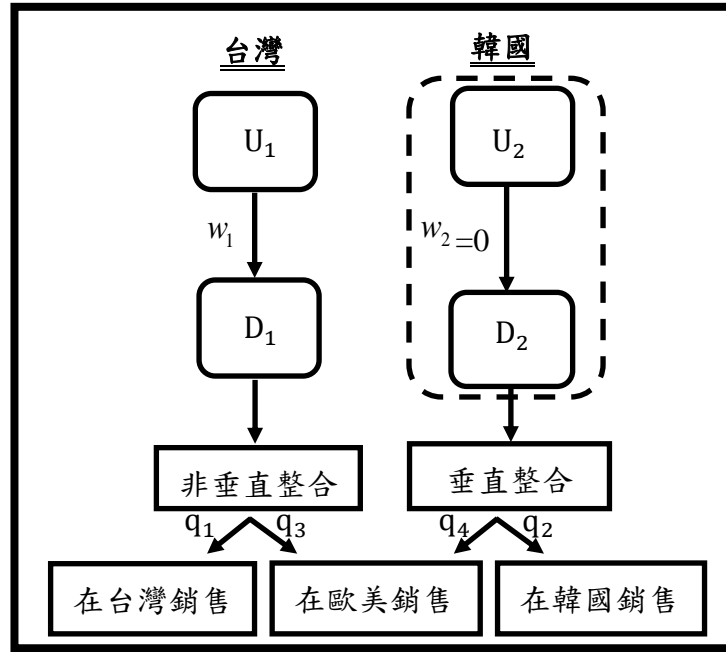 台灣 韓國
U₁ U₂
w₁ w₂=0
D₁ D₂
非垂直整合 垂直整合
q₁ q₃ q₄ q₂
在台灣銷售 在歐美銷售 在韓國銷售